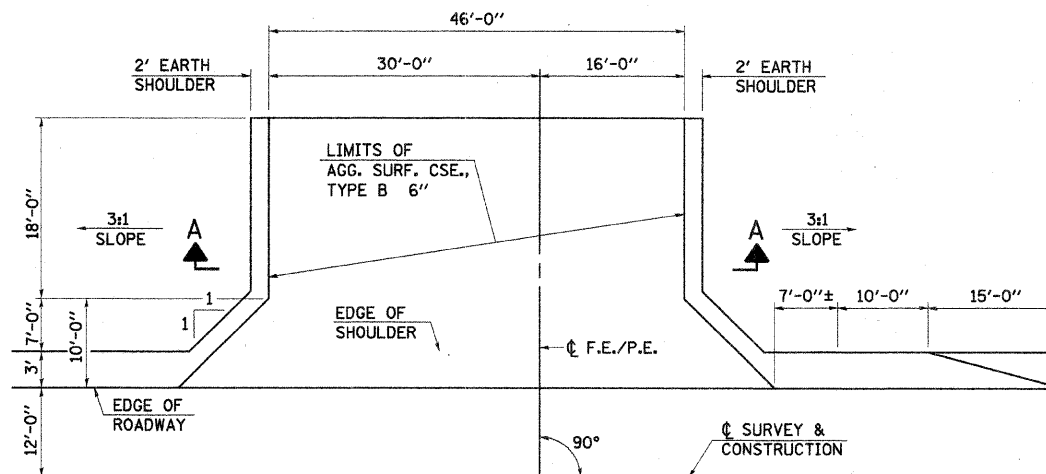 46'-0"
2' EARTH
SHOULDER
30'-0"
16'-0"
2' EARTH
SHOULDER
LIMITS OF
AGG. SURF. CSE.,
TYPE B 6"
18'-0"
3:1
SLOPE
A
A
3:1
SLOPE
7'-0"±
10'-0"
15'-0"
1
1
7'-0"
10'-0"
EDGE OF
SHOULDER
℄ F.E./P.E.
3'
EDGE OF
ROADWAY
12'-0"
90°
℄ SURVEY &
CONSTRUCTION